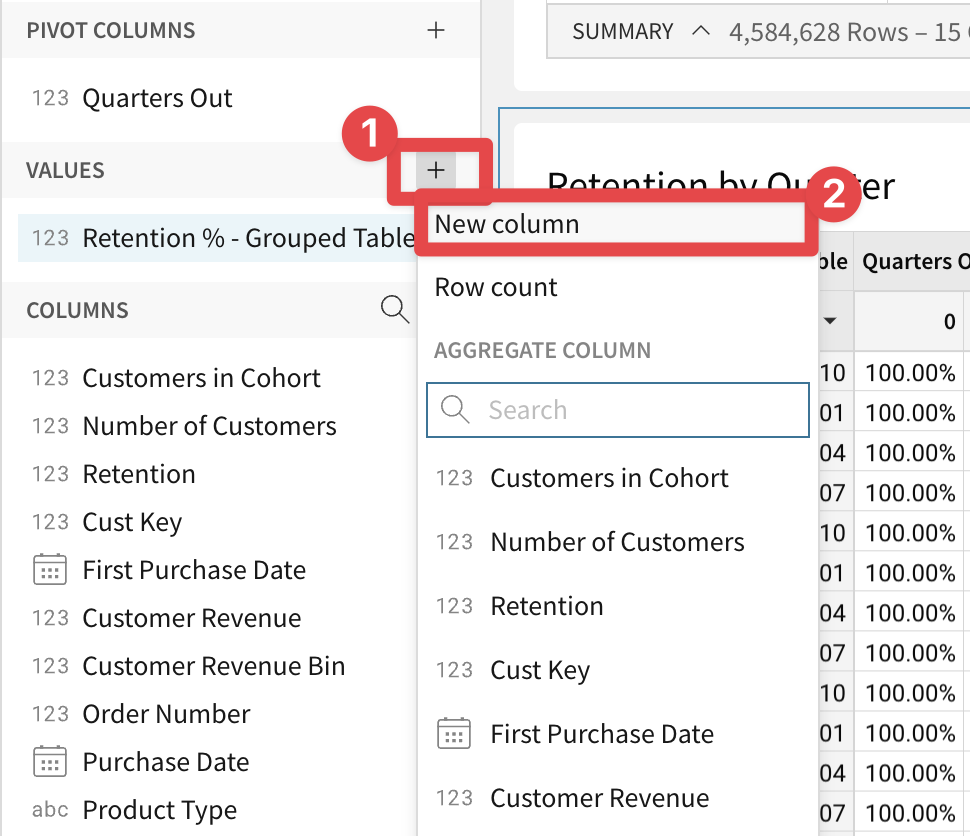 PIVOT COLUMNS +
123 Quarters Out
1
VALUES +
123 Retention % - Grouped Table
COLUMNS
123 Customers in Cohort
123 Number of Customers
123 Retention
123 Cust Key
First Purchase Date
123 Customer Revenue
123 Customer Revenue Bin
123 Order Number
Purchase Date
abc Product Type
2
New column
Row count
AGGREGATE COLUMN
Search
123 Customers in Cohort
123 Number of Customers
123 Retention
123 Cust Key
First Purchase Date
123 Customer Revenue
SUMMARY 4,584,628 Rows – 15
Retention by Quarter
ble Quarters O
0
10 100.00%
01 100.00%
04 100.00%
07 100.00%
10 100.00%
01 100.00%
04 100.00%
07 100.00%
10 100.00%
01 100.00%
04 100.00%
07 100.00%